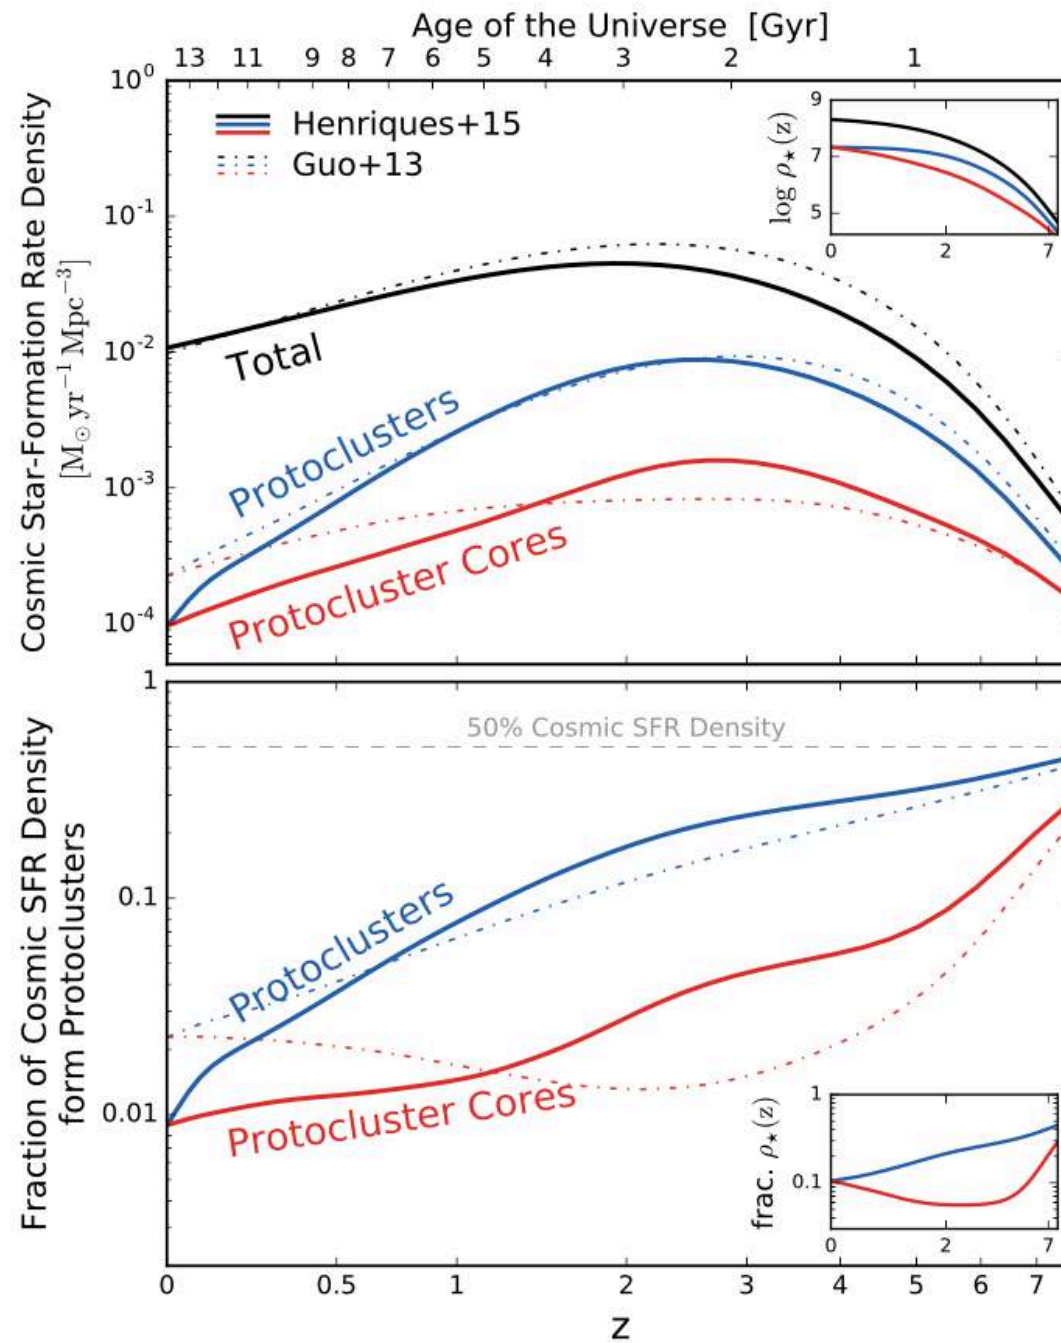 Age of the Universe [Gyr]
13 11 9 8 7 6 5 4 3 2 1
Cosmic Star-Formation Rate Density
[M⊙ yr⁻¹ Mpc⁻³]
10⁰
10⁻¹
10⁻²
10⁻³
10⁻⁴
Henriques+15
Guo+13
Total
Protoclusters
Protocluster Cores
log ρ⋆(z)
9
7
5
0 2 7
Fraction of Cosmic SFR Density
form Protoclusters
1
0.1
0.01
50% Cosmic SFR Density
Protoclusters
Protocluster Cores
frac. ρ⋆(z)
1
0.1
0 2 7
0 0.5 1 2 3 4 5 6 7
z